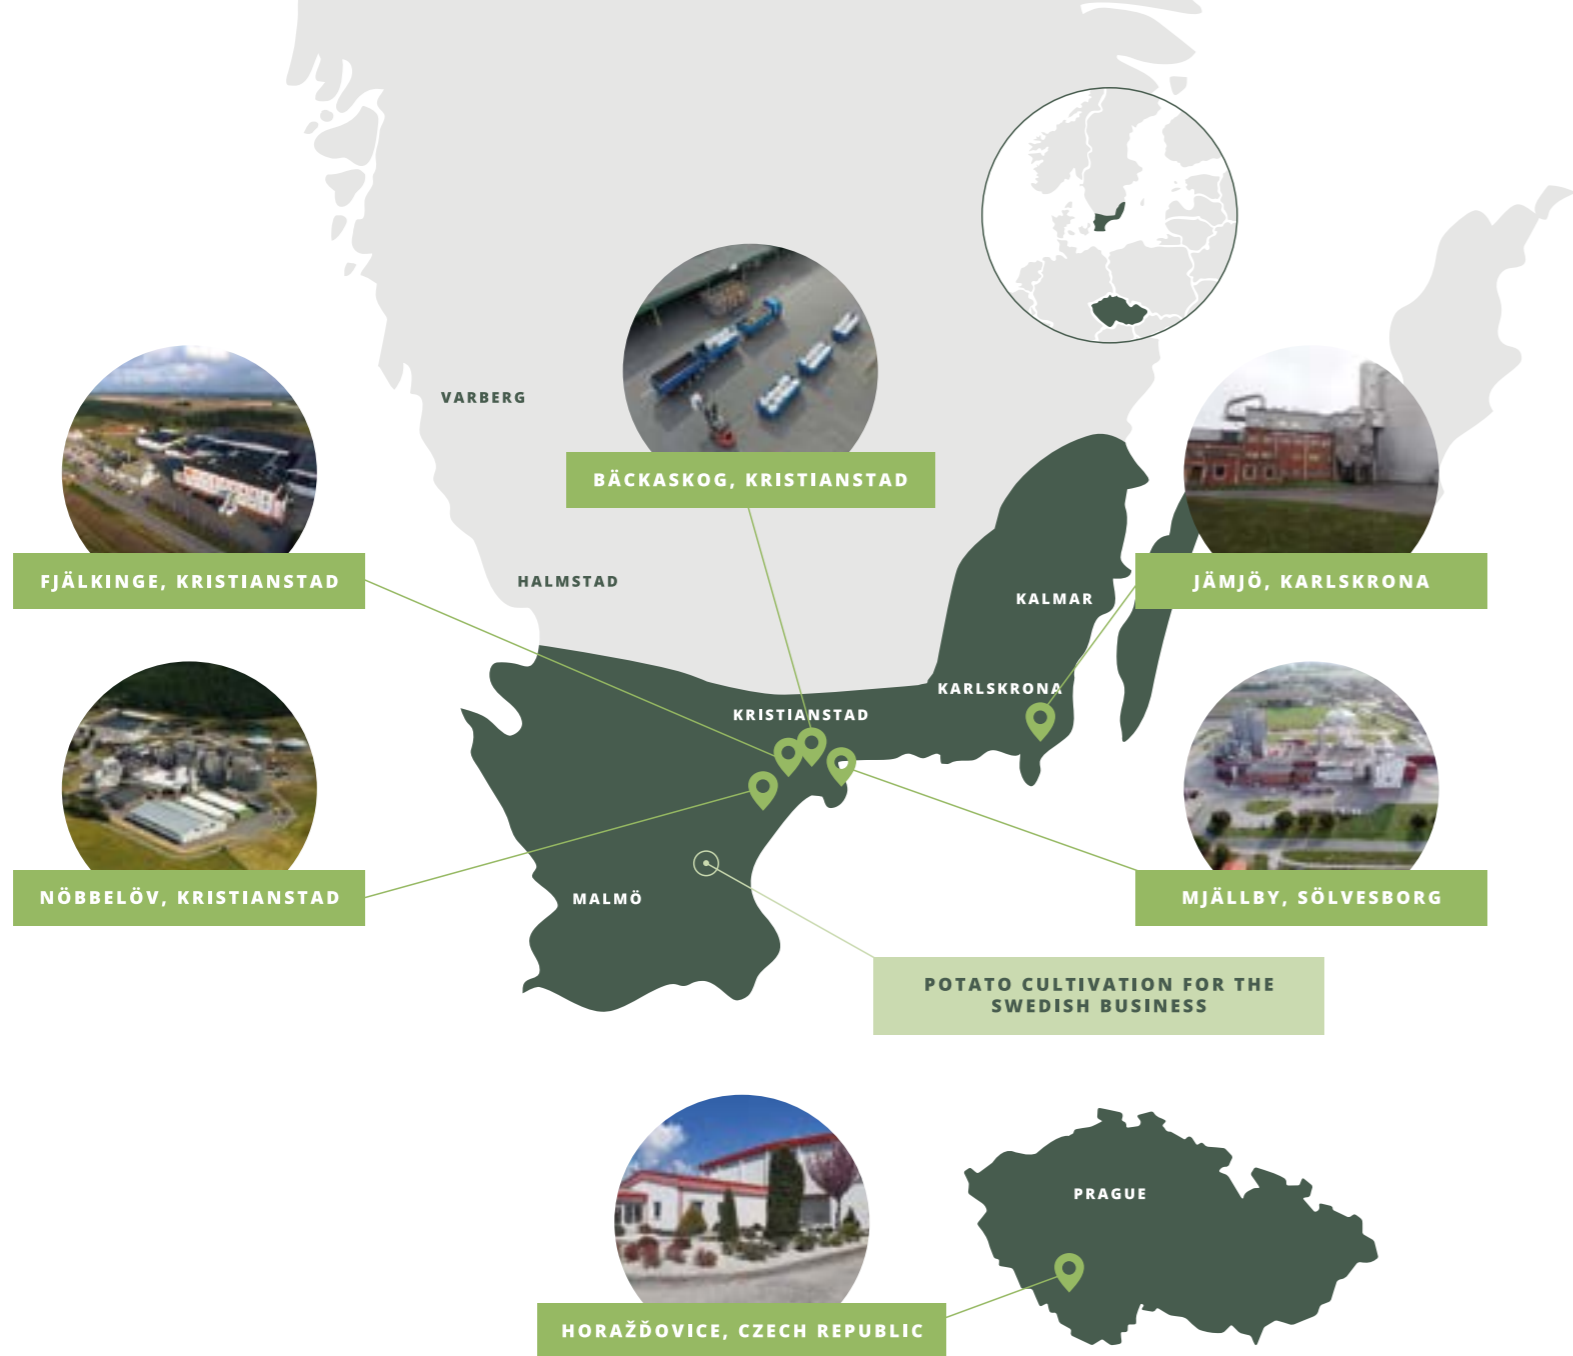 VARBERG
BÄCKASKOG, KRISTIANSTAD
FJÄLKINGE, KRISTIANSTAD
HALMSTAD
JÄMJÖ, KARLSKRONA
KALMAR
KARLSKRONA
KRISTIANSTAD
NÖBBELÖV, KRISTIANSTAD
MALMÖ
MJÄLLBY, SÖLVESBORG
POTATO CULTIVATION FOR THE
SWEDISH BUSINESS
PRAGUE
HORAŽĎOVICE, CZECH REPUBLIC